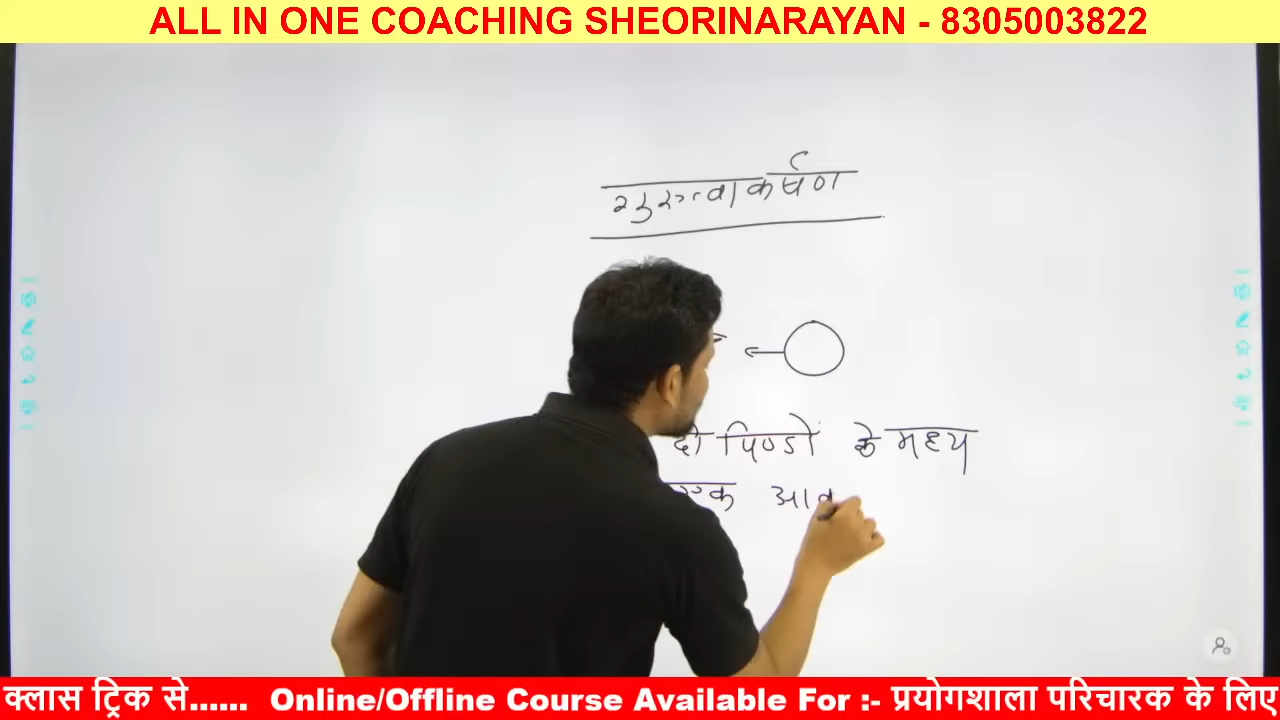 ALL IN ONE COACHING SHEORINARAYAN - 8305003822
गुरुत्वाकर्षण
दो पिण्डों के मध्य
एक आक
क्लास ट्रिक से...... Online/Offline Course Available For :- प्रयोगशाला परिचारक के लिए